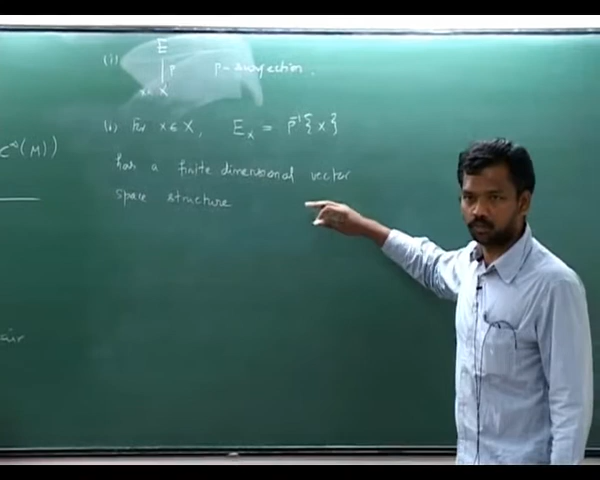 (i) E
p p-surjection.
x ∈ X
(ii) For x ∈ X, Eₓ = p⁻¹{x}
C^∞(M))
has a finite dimensional vector
space structure